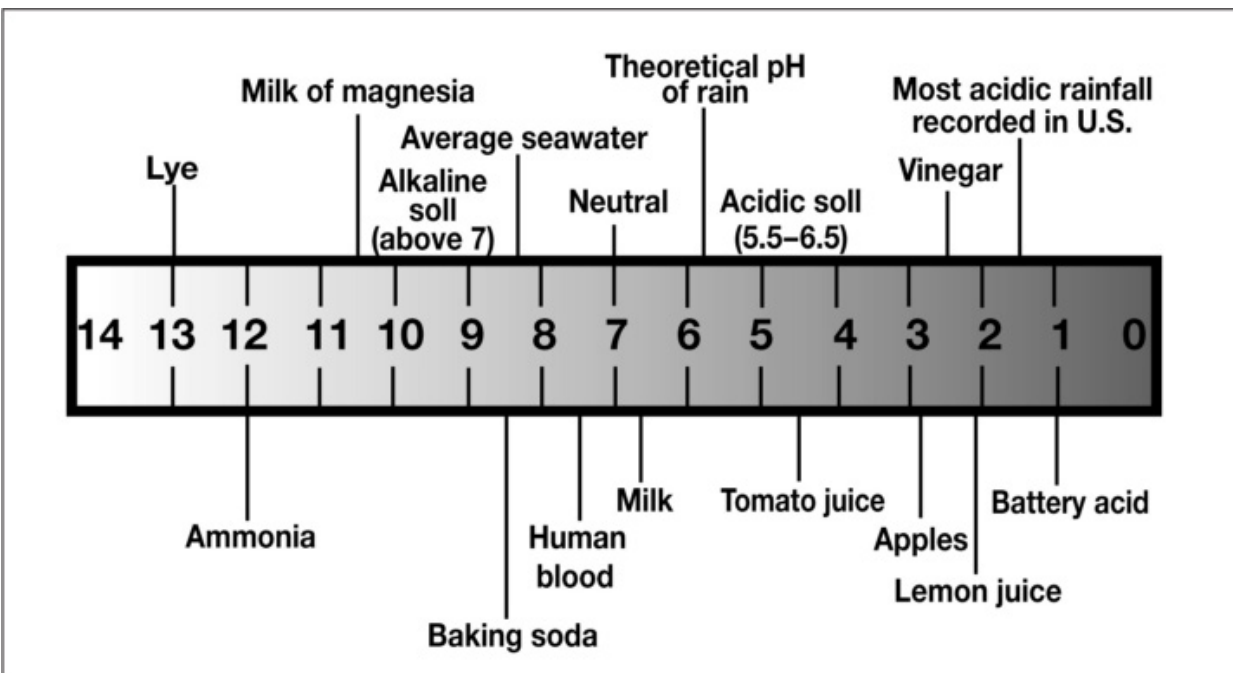 Theoretical pH
of rain
Milk of magnesia
Most acidic rainfall
recorded in U.S.
Average seawater
Lye
Vinegar
Alkaline
soll
(above 7)
Neutral
Acidic soll
(5.5–6.5)
14 13 12 11 10 9 8 7 6 5 4 3 2 1 0
Milk
Tomato juice
Battery acid
Ammonia
Human
blood
Apples
Lemon juice
Baking soda